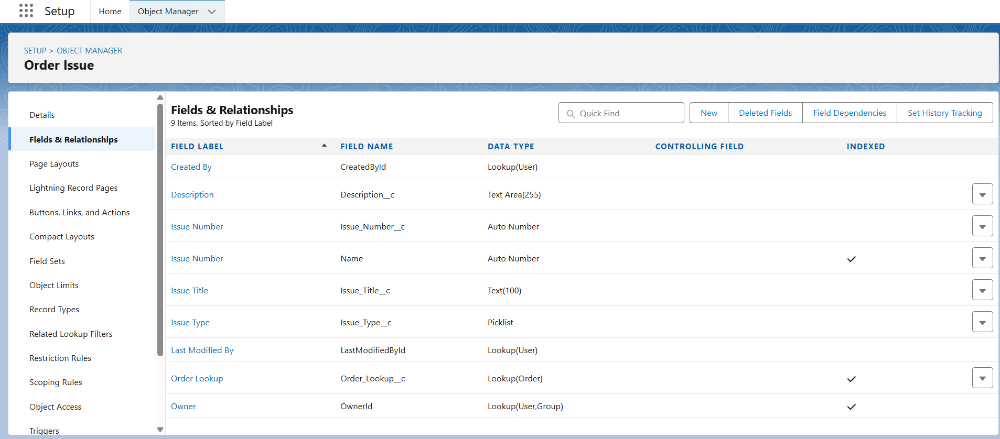 Setup
Home
Object Manager
SETUP > OBJECT MANAGER
Order Issue
Details
Fields & Relationships
Page Layouts
Lightning Record Pages
Buttons, Links, and Actions
Compact Layouts
Field Sets
Object Limits
Record Types
Related Lookup Filters
Restriction Rules
Scoping Rules
Object Access
Triggers
Fields & Relationships
9 Items, Sorted by Field Label
Quick Find
New
Deleted Fields
Field Dependencies
Set History Tracking
FIELD LABEL FIELD NAME DATA TYPE CONTROLLING FIELD INDEXED
Created By CreatedById Lookup(User)
Description Description__c Text Area(255)
Issue Number Issue_Number__c Auto Number
Issue Number Name Auto Number
Issue Title Issue_Title__c Text(100)
Issue Type Issue_Type__c Picklist
Last Modified By LastModifiedById Lookup(User)
Order Lookup Order_Lookup__c Lookup(Order)
Owner OwnerId Lookup(User,Group)